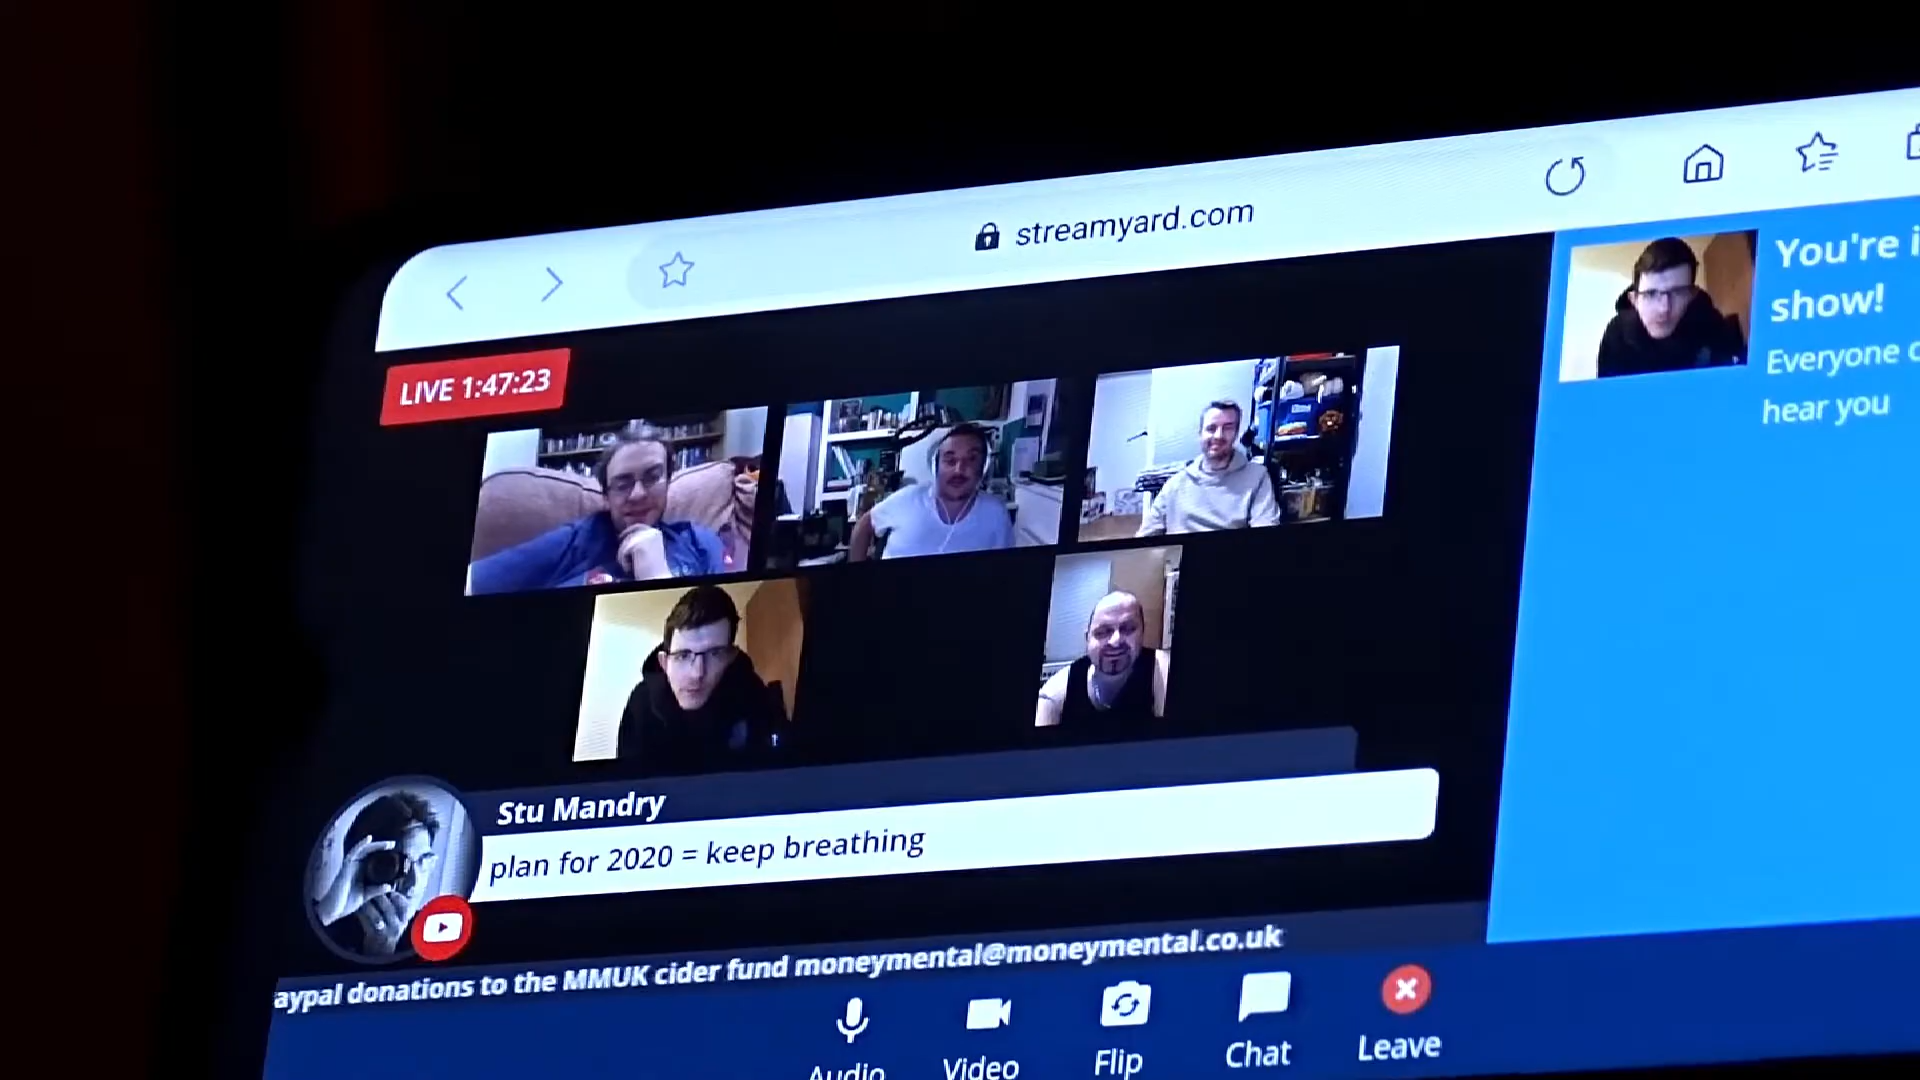 streamyard.com
LIVE 1:47:23
You're
show!
Everyone
hear you
Stu Mandry
plan for 2020 = keep breathing
aypal donations to the MMUK cider fund moneymental@moneymental.co.uk
Audio
Video
Flip
Chat
Leave